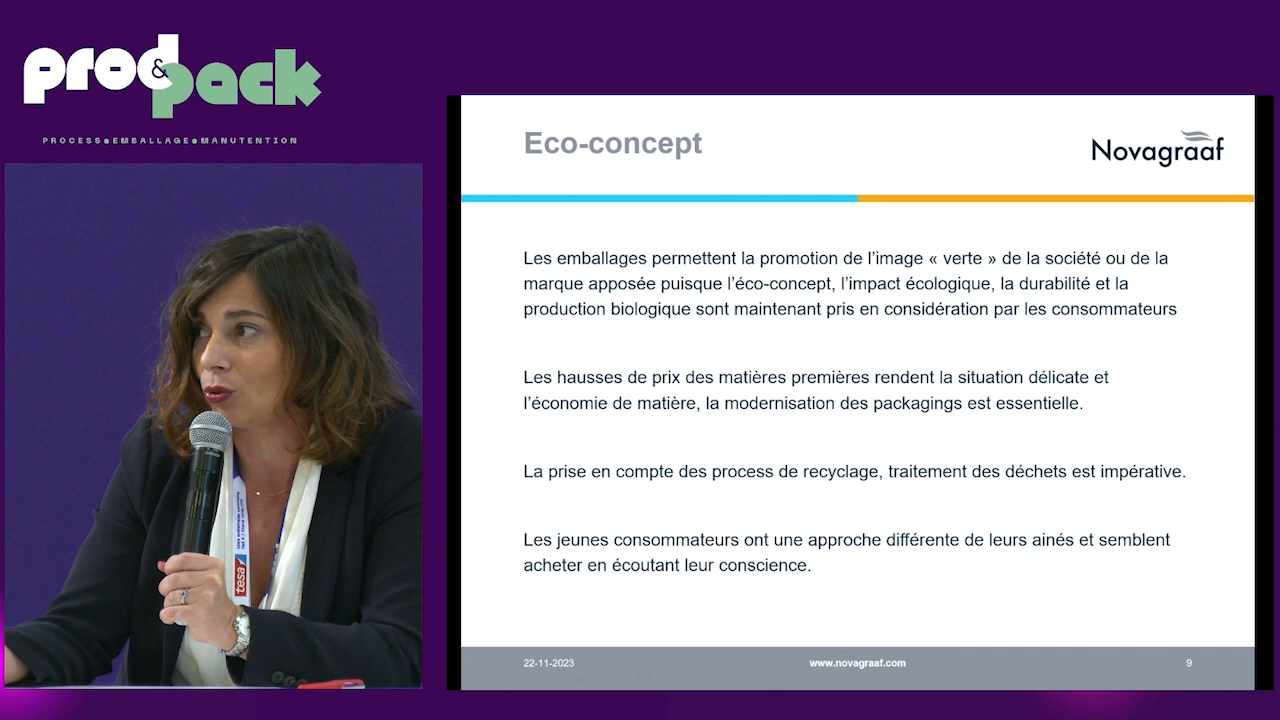 prod&pack
PROCESS•EMBALLAGE•MANUTENTION
Eco-concept
Novagraaf
Les emballages permettent la promotion de l'image « verte » de la société ou de la
marque apposée puisque l'éco-concept, l'impact écologique, la durabilité et la
production biologique sont maintenant pris en considération par les consommateurs
Les hausses de prix des matières premières rendent la situation délicate et
l'économie de matière, la modernisation des packagings est essentielle.
La prise en compte des process de recyclage, traitement des déchets est impérative.
Les jeunes consommateurs ont une approche différente de leurs ainés et semblent
acheter en écoutant leur conscience.
tesa
22-11-2023
www.novagraaf.com
9